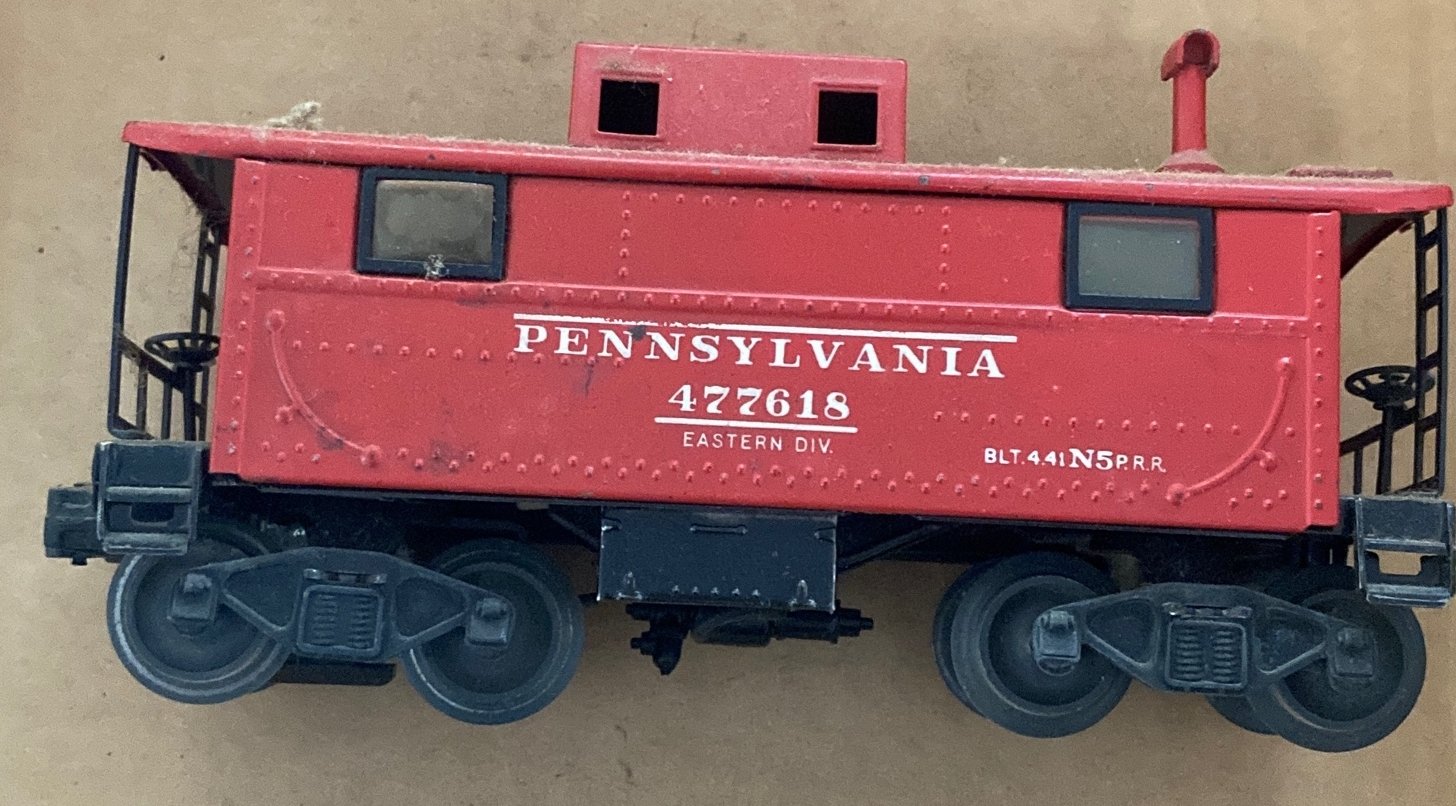 PENNSYLVANIA
477618
EASTERN DIV.
BLT. 4.41 N5 P.R.R.